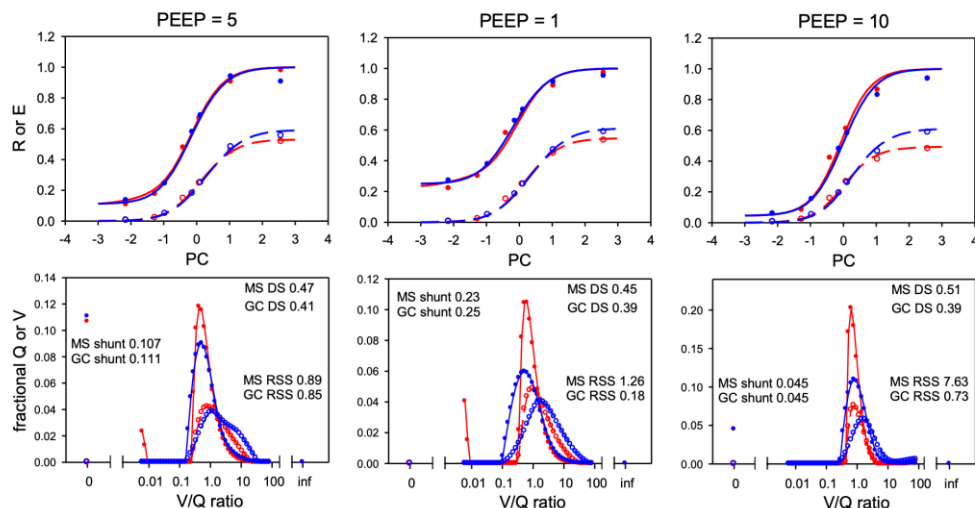 PEEP = 5
PEEP = 1
PEEP = 10
R or E
1.2
1.0
0.8
0.6
0.4
0.2
0.0
-4 -3 -2 -1 0 1 2 3 4
PC
1.2
1.0
0.8
0.6
0.4
0.2
0.0
-4 -3 -2 -1 0 1 2 3 4
PC
1.2
1.0
0.8
0.6
0.4
0.2
0.0
-4 -3 -2 -1 0 1 2 3 4
PC
fractional Q or V
0.14
0.12
0.10
0.08
0.06
0.04
0.02
0.00
MS DS 0.47
GC DS 0.41
MS shunt 0.107
GC shunt 0.111
MS RSS 0.89
GC RSS 0.85
0 0.01 0.1 1.0 10 100 inf
V/Q ratio
0.12
0.10
0.08
0.06
0.04
0.02
0.00
MS shunt 0.23
GC shunt 0.25
MS DS 0.45
GC DS 0.39
MS RSS 1.26
GC RSS 0.18
0 0.01 0.1 1.0 10 100 inf
V/Q ratio
0.20
0.15
0.10
0.05
0.00
MS DS 0.51
GC DS 0.39
MS shunt 0.045
GC shunt 0.045
MS RSS 7.63
GC RSS 0.73
0 0.01 0.1 1.0 10 100 inf
V/Q ratio